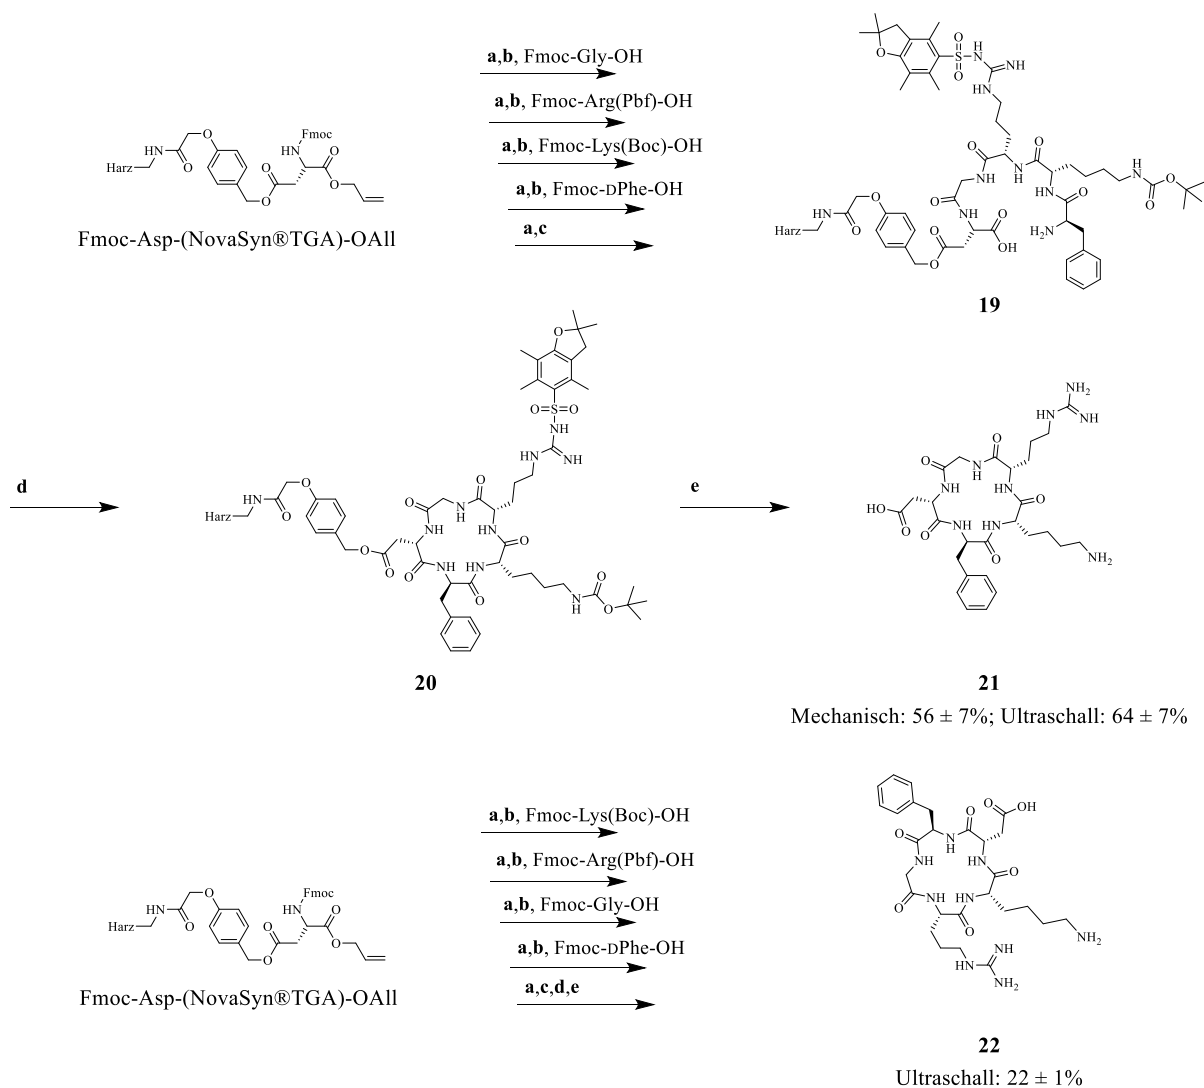 a,b, Fmoc-Gly-OH
a,b, Fmoc-Arg(Pbf)-OH
a,b, Fmoc-Lys(Boc)-OH
a,b, Fmoc-DPhe-OH
a,c
Fmoc-Asp-(NovaSyn®TGA)-OAll
19
d
e
20
21
Mechanisch: 56 ± 7%; Ultraschall: 64 ± 7%
a,b, Fmoc-Lys(Boc)-OH
a,b, Fmoc-Arg(Pbf)-OH
a,b, Fmoc-Gly-OH
a,b, Fmoc-DPhe-OH
a,c,d,e
Fmoc-Asp-(NovaSyn®TGA)-OAll
22
Ultraschall: 22 ± 1%